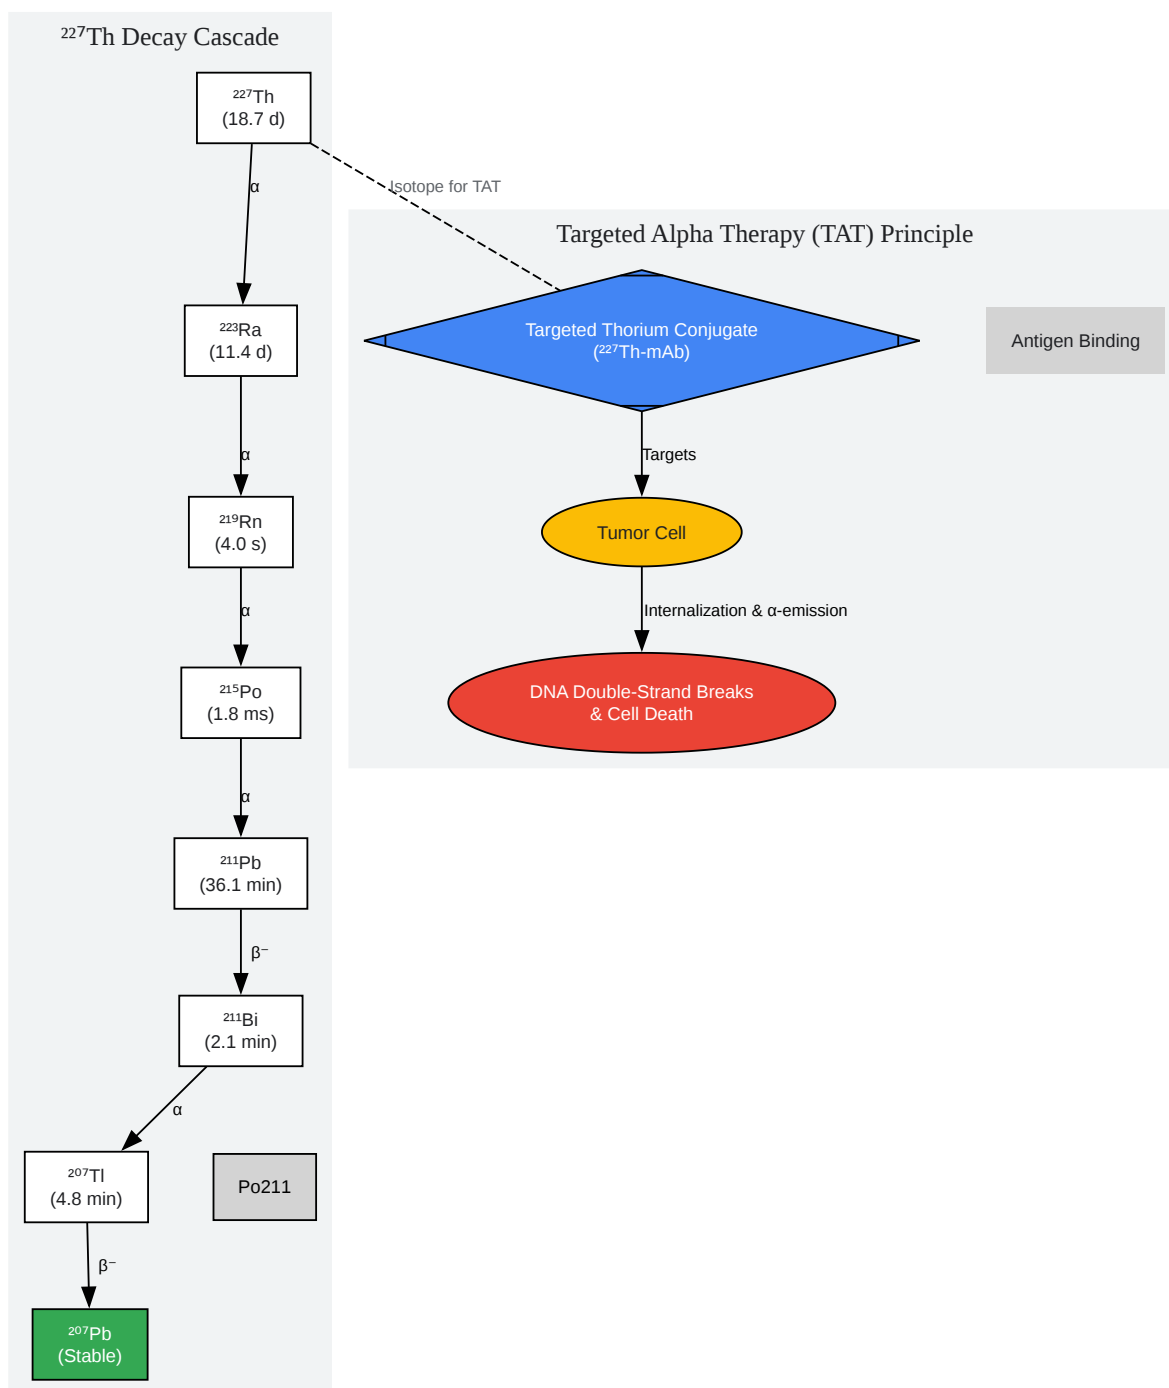 ²²⁷Th Decay Cascade
²²⁷Th
(18.7 d)
α
Isotope for TAT
²²³Ra
(11.4 d)
α
²¹⁹Rn
(4.0 s)
α
²¹⁵Po
(1.8 ms)
α
²¹¹Pb
(36.1 min)
β⁻
²¹¹Bi
(2.1 min)
α
²⁰⁷Tl
(4.8 min)
Po211
β⁻
²⁰⁷Pb
(Stable)
Targeted Alpha Therapy (TAT) Principle
Targeted Thorium Conjugate
(²²⁷Th-mAb)
Antigen Binding
Targets
Tumor Cell
Internalization & α-emission
DNA Double-Strand Breaks
& Cell Death